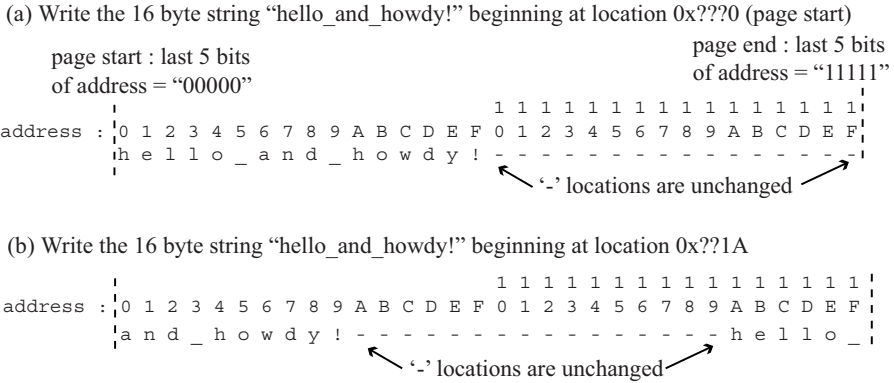 (a) Write the 16 byte string “hello_and_howdy!” beginning at location 0x???0 (page start)
page start : last 5 bits
of address = “00000”
page end : last 5 bits
of address = “11111”
1 1 1 1 1 1 1 1 1 1 1 1 1 1 1 1
address : 0 1 2 3 4 5 6 7 8 9 A B C D E F 0 1 2 3 4 5 6 7 8 9 A B C D E F
h e l l o _ a n d _ h o w d y ! - - - - - - - - - - - - - - - -
‘-’ locations are unchanged
(b) Write the 16 byte string “hello_and_howdy!” beginning at location 0x??1A
1 1 1 1 1 1 1 1 1 1 1 1 1 1 1 1
address : 0 1 2 3 4 5 6 7 8 9 A B C D E F 0 1 2 3 4 5 6 7 8 9 A B C D E F
a n d _ h o w d y ! - - - - - - - - - - - - - - - - h e l l o _
‘-’ locations are unchanged